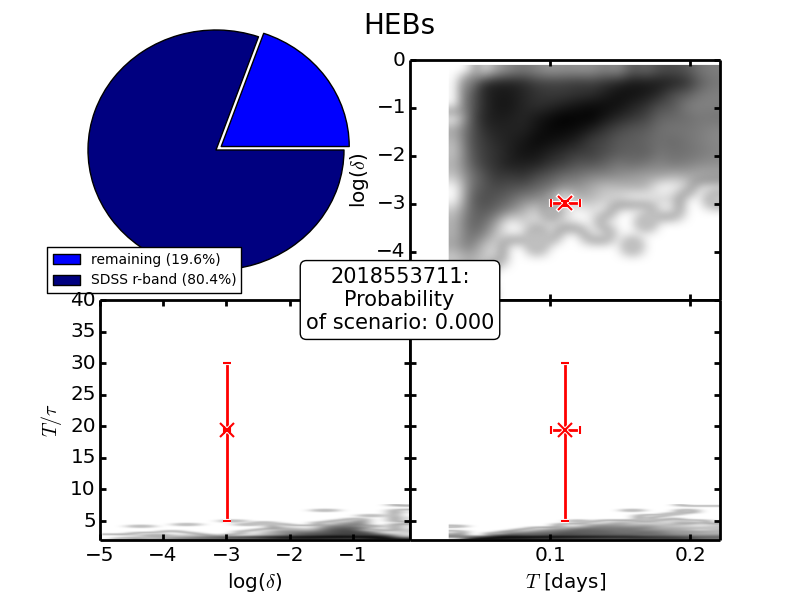 HEBs
remaining (19.6%)
SDSS r-band (80.4%)
log(δ)
0
−1
−2
−3
−4
2018553711:
Probability
of scenario: 0.000
T/τ
40
35
30
25
20
15
10
5
−5
−4
−3
−2
−1
log(δ)
0.1
0.2
T [days]